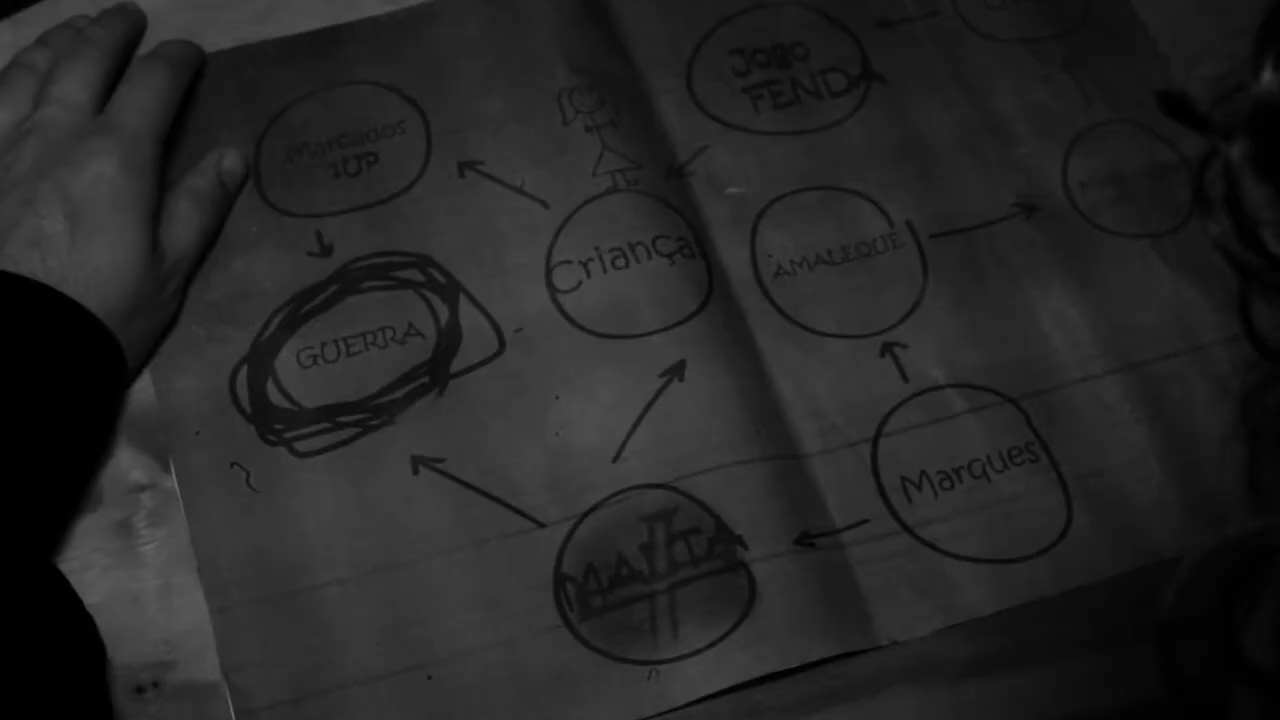 JOGO
FENDA
Marcados
1UP
Criança
AMALEQUE
GUERRA
Marques